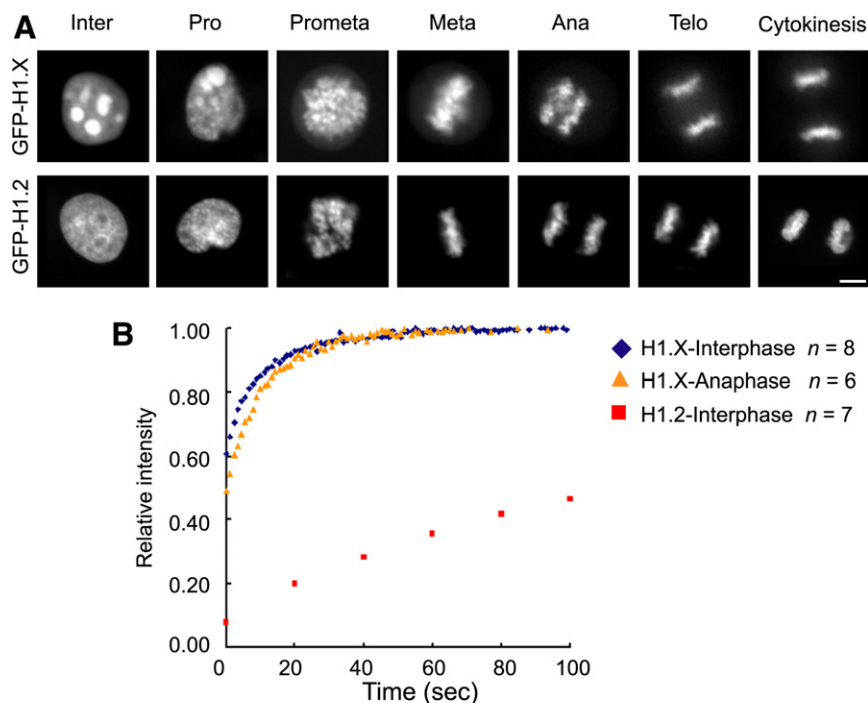 A
Inter Pro Prometa Meta Ana Telo Cytokinesis
GFP-H1.X
GFP-H1.2
B
1.00
0.80
0.60
0.40
0.20
0.00
Relative intensity
0 20 40 60 80 100
Time (sec)
H1.X-Interphase n = 8
H1.X-Anaphase n = 6
H1.2-Interphase n = 7